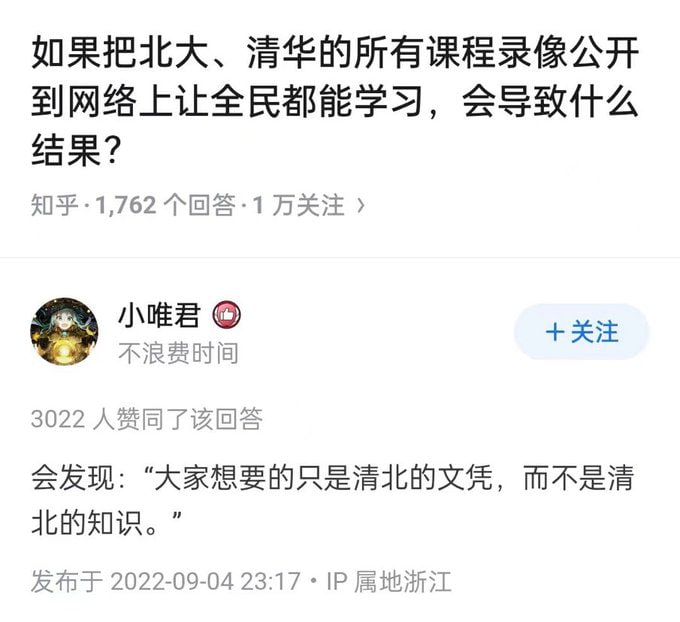 如果把北大、清华的所有课程录像公开
到网络上让全民都能学习，会导致什么
结果？
知乎·1,762 个回答·1 万关注 ›
小唯君
不浪费时间
+关注
3022 人赞同了该回答
会发现：“大家想要的只是清北的文凭，而不是清
北的知识。”
发布于 2022-09-04 23:17・IP 属地浙江